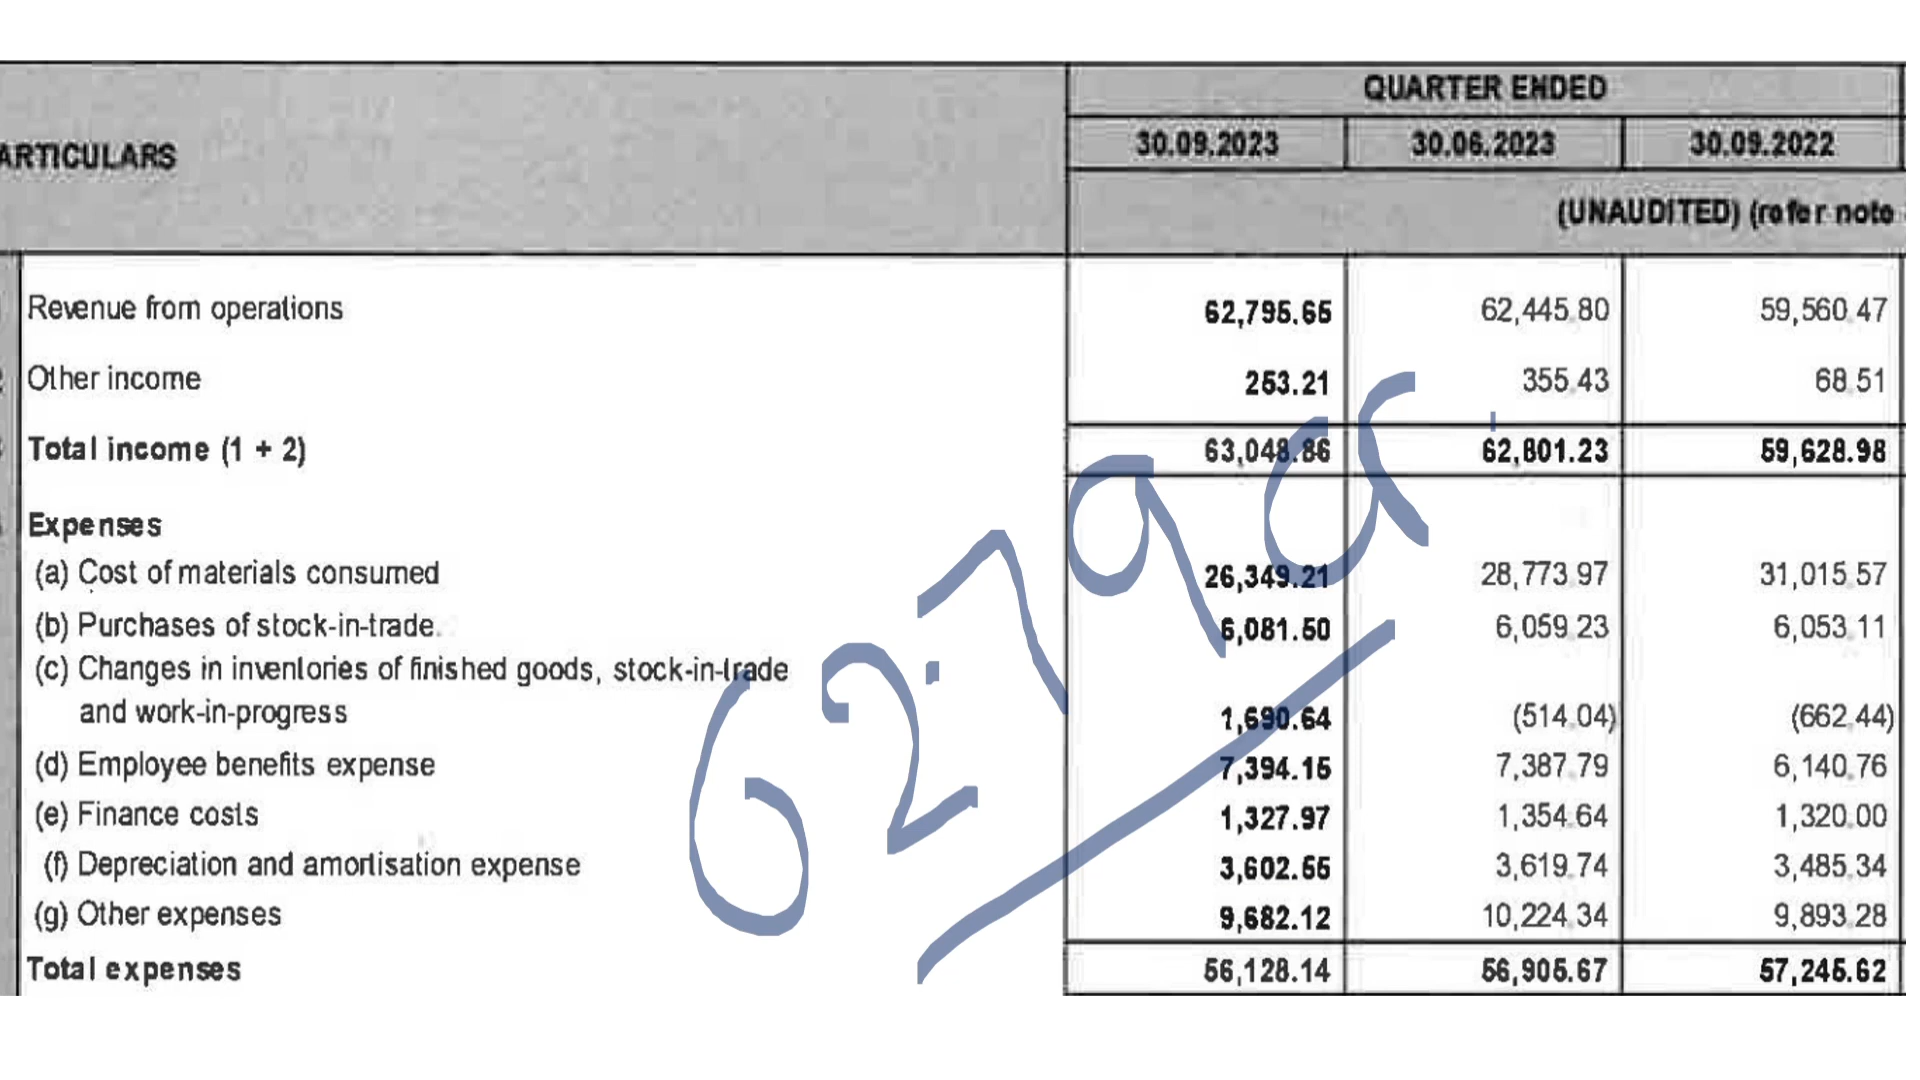 QUARTER ENDED
ARTICULARS 30.09.2023 30.06.2023 30.09.2022
(UNAUDITED) (refer note
Revenue from operations 62,795.65 62,445.80 59,560.47
Other income 253.21 355.43 68.51
Total income (1 + 2) 63,048.86 62,801.23 59,628.98
Expenses
(a) Cost of materials consumed 26,349.21 28,773.97 31,015.57
(b) Purchases of stock-in-trade 6,081.50 6,059.23 6,053.11
(c) Changes in inventories of finished goods, stock-in-trade
and work-in-progress 1,690.64 (514.04) (662.44)
(d) Employee benefits expense 7,394.15 7,387.79 6,140.76
(e) Finance costs 1,327.97 1,354.64 1,320.00
(f) Depreciation and amortisation expense 3,602.55 3,619.74 3,485.34
(g) Other expenses 9,682.12 10,224.34 9,893.28
Total expenses 56,128.14 56,905.67 57,245.62
62.79 Cr